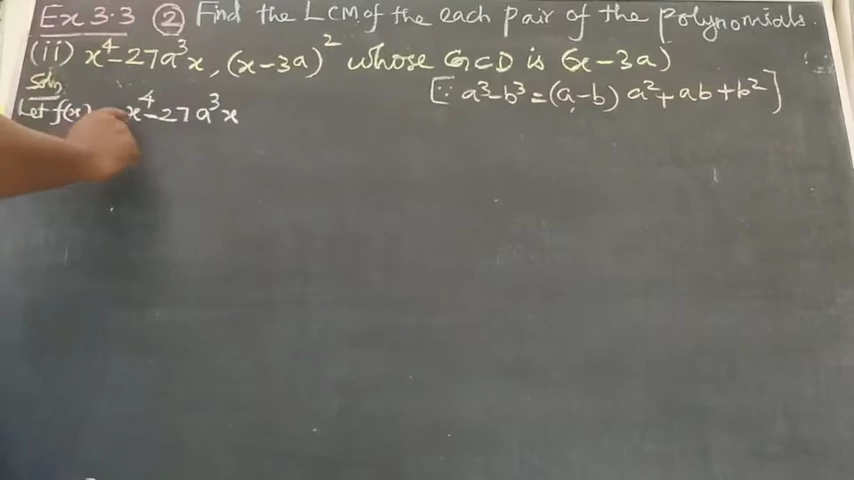 Ex 3.3 ② Find the LCM of the each pair of the polynomials.
(ii) x⁴-27a³x, (x-3a)² whose GCD is (x-3a)
Soln
[∵ a³-b³=(a-b) a²+ab+b²]
Let f(x) = x⁴-27a³x